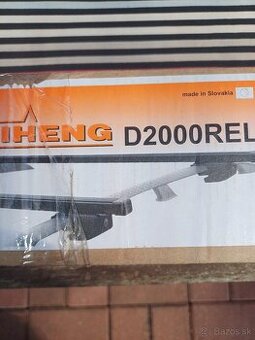 made in Slovakia
IHENG D2000REL
bazos.sk